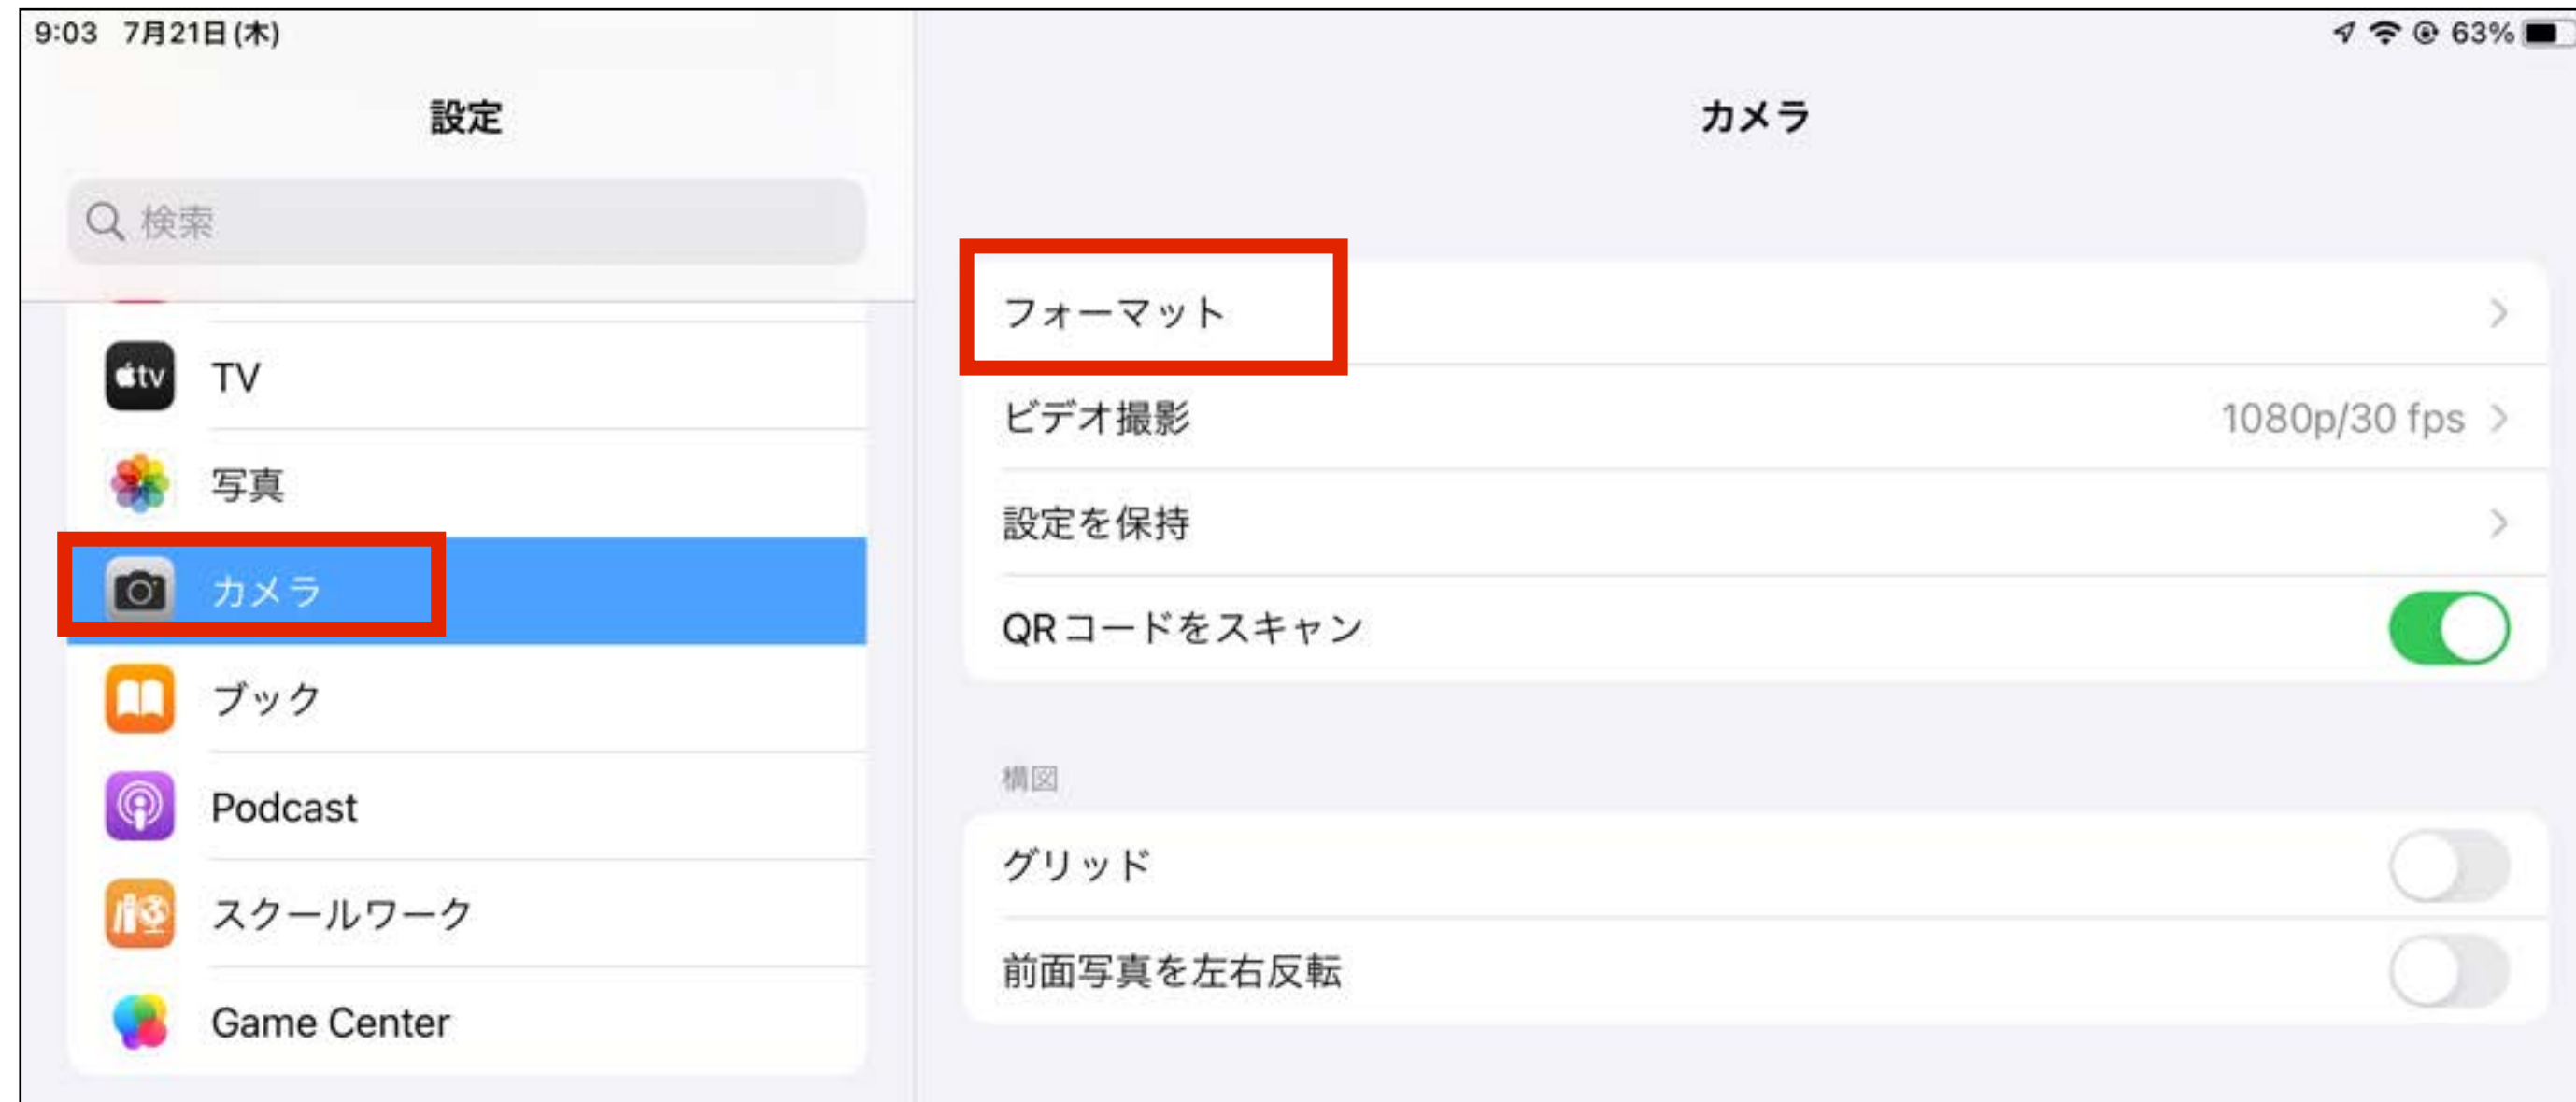 9:03 7月21日(木)
63%
設定
検索
tv
TV
写真
カメラ
ブック
Podcast
スクールワーク
Game Center
カメラ
フォーマット
ビデオ撮影 1080p/30 fps
設定を保持
QRコードをスキャン
構図
グリッド
前面写真を左右反転